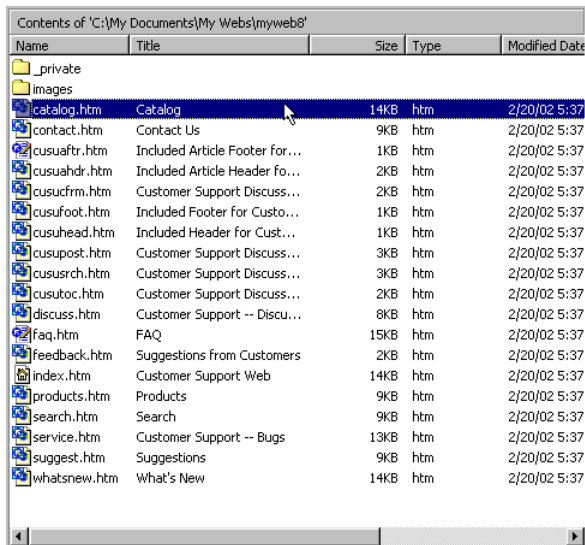 Contents of 'C:\My Documents\My Webs\myweb8'
Name Title Size Type Modified Date
_private
images
catalog.htm Catalog 14KB htm 2/20/02 5:37
contact.htm Contact Us 9KB htm 2/20/02 5:37
cusuaftr.htm Included Article Footer for... 1KB htm 2/20/02 5:37
cusuahdr.htm Included Article Header fo... 2KB htm 2/20/02 5:37
cusucfrm.htm Customer Support Discuss... 2KB htm 2/20/02 5:37
cusufoot.htm Included Footer for Custo... 1KB htm 2/20/02 5:37
cusuhead.htm Included Header for Cust... 1KB htm 2/20/02 5:37
cusupost.htm Customer Support Discuss... 3KB htm 2/20/02 5:37
cususrch.htm Customer Support Discuss... 3KB htm 2/20/02 5:37
cusutoc.htm Customer Support Discuss... 2KB htm 2/20/02 5:37
discuss.htm Customer Support -- Discu... 8KB htm 2/20/02 5:37
faq.htm FAQ 15KB htm 2/20/02 5:37
feedback.htm Suggestions from Customers 2KB htm 2/20/02 5:37
index.htm Customer Support Web 14KB htm 2/20/02 5:37
products.htm Products 9KB htm 2/20/02 5:37
search.htm Search 9KB htm 2/20/02 5:37
service.htm Customer Support -- Bugs 13KB htm 2/20/02 5:37
suggest.htm Suggestions 9KB htm 2/20/02 5:37
whatsnew.htm What's New 14KB htm 2/20/02 5:37